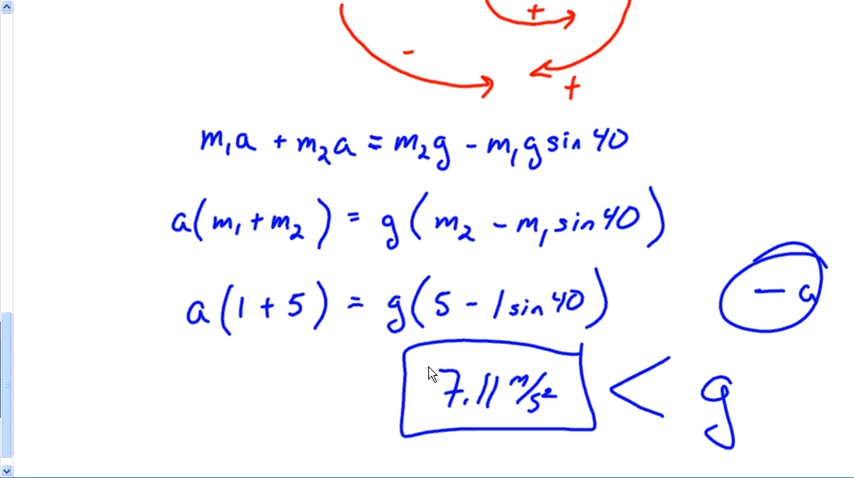 +
-
+
m₁a + m₂a = m₂g - m₁g sin 40
a(m₁ + m₂) = g(m₂ - m₁ sin 40)
- a
a(1 + 5) = g(5 - 1 sin 40)
7.11 m/s² < g